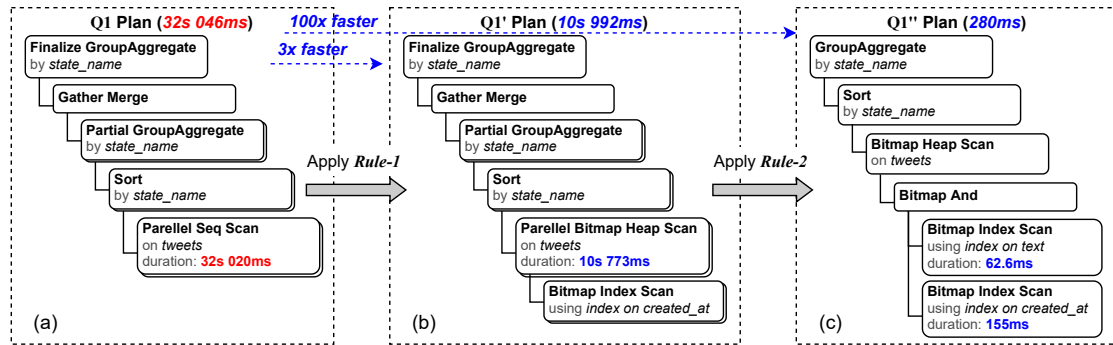 Q1 Plan (32s 046ms)
Finalize GroupAggregate
by state_name
Gather Merge
Partial GroupAggregate
by state_name
Sort
by state_name
Parellel Seq Scan
on tweets
duration: 32s 020ms
(a)
100x faster
3x faster
Apply Rule-1
Q1' Plan (10s 992ms)
Finalize GroupAggregate
by state_name
Gather Merge
Partial GroupAggregate
by state_name
Sort
by state_name
Parellel Bitmap Heap Scan
on tweets
duration: 10s 773ms
Bitmap Index Scan
using index on created_at
(b)
Apply Rule-2
Q1'' Plan (280ms)
GroupAggregate
by state_name
Sort
by state_name
Bitmap Heap Scan
on tweets
Bitmap And
Bitmap Index Scan
using index on text
duration: 62.6ms
Bitmap Index Scan
using index on created_at
duration: 155ms
(c)